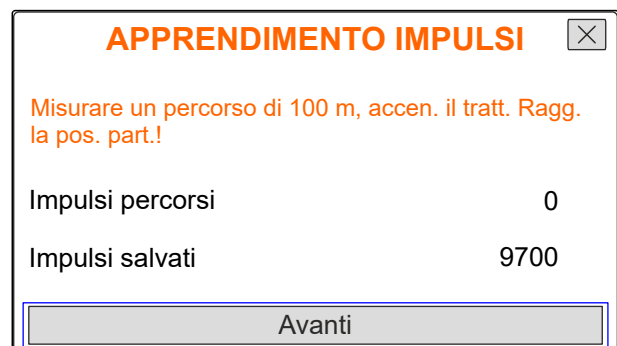 APPRENDIMENTO IMPULSI
Misurare un percorso di 100 m, accen. il tratt. Ragg.
la pos. part.!
Impulsi percorsi 0
Impulsi salvati 9700
Avanti